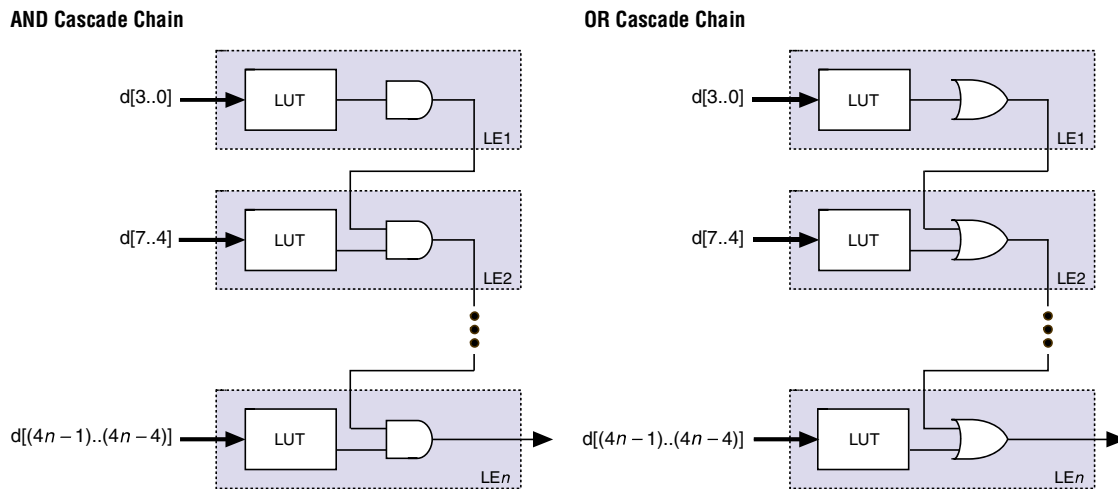 AND Cascade Chain
OR Cascade Chain
d[3..0]
LUT
LE1
d[3..0]
LUT
LE1
d[7..4]
LUT
LE2
d[7..4]
LUT
LE2
d[(4n – 1)..(4n – 4)]
LUT
LEn
d[(4n – 1)..(4n – 4)]
LUT
LEn